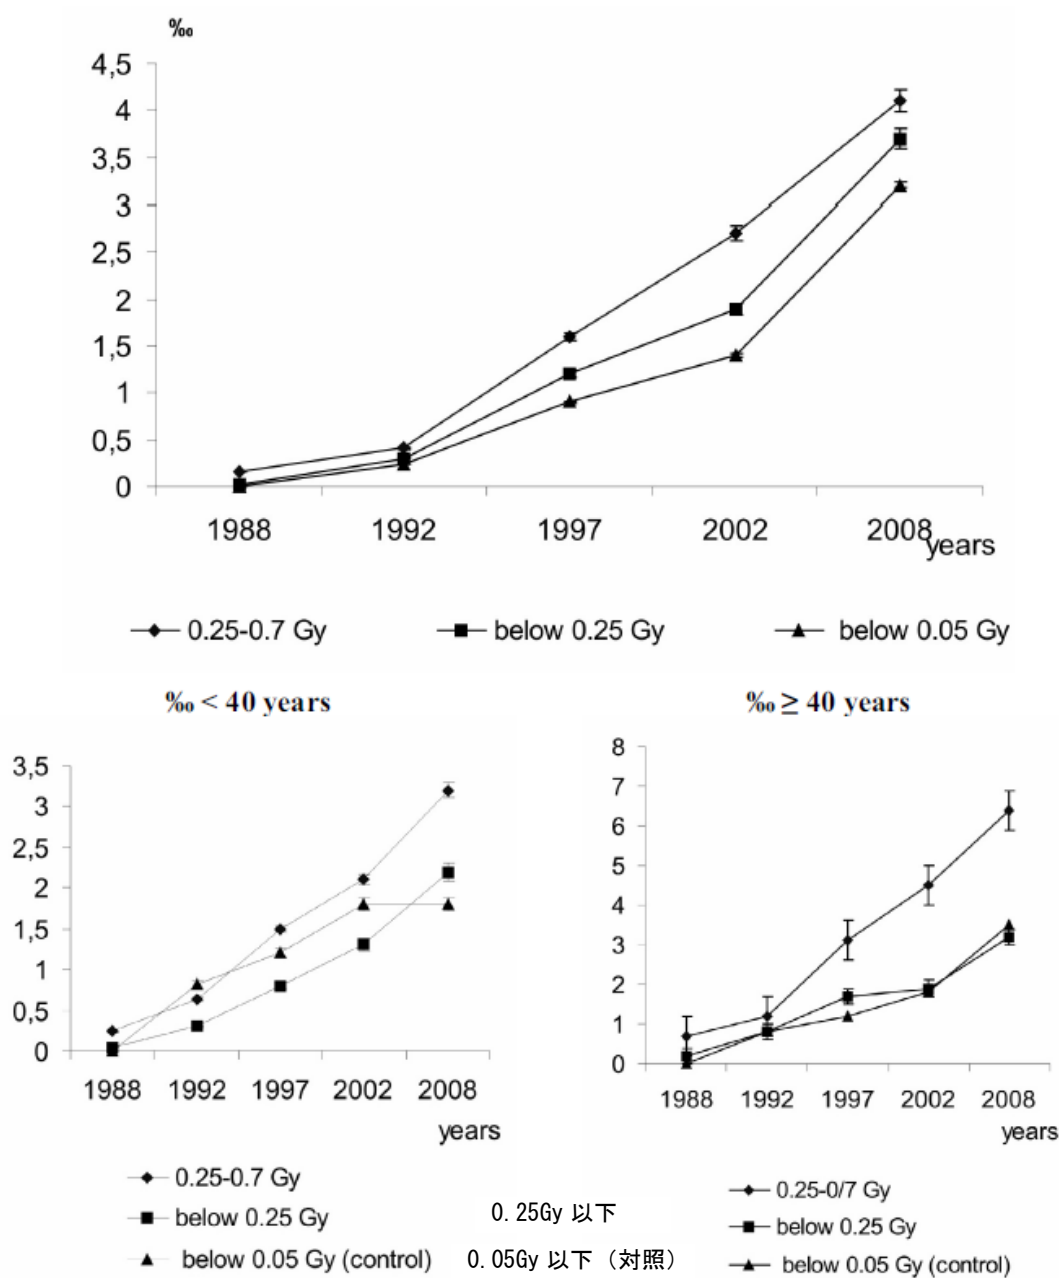 ‰
4,5
4
3,5
3
2,5
2
1,5
1
0,5
0
1988 1992 1997 2002 2008
years
0.25-0.7 Gy below 0.25 Gy below 0.05 Gy
‰ < 40 years
3,5
3
2,5
2
1,5
1
0,5
0
1988 1992 1997 2002 2008
years
0.25-0.7 Gy
below 0.25 Gy
0.25Gy 以下
below 0.05 Gy (control)
0.05Gy 以下（対照）
‰ ≥ 40 years
8
7
6
5
4
3
2
1
0
1988 1992 1997 2002 2008
years
0.25-0/7 Gy
below 0.25 Gy
below 0.05 Gy (control)